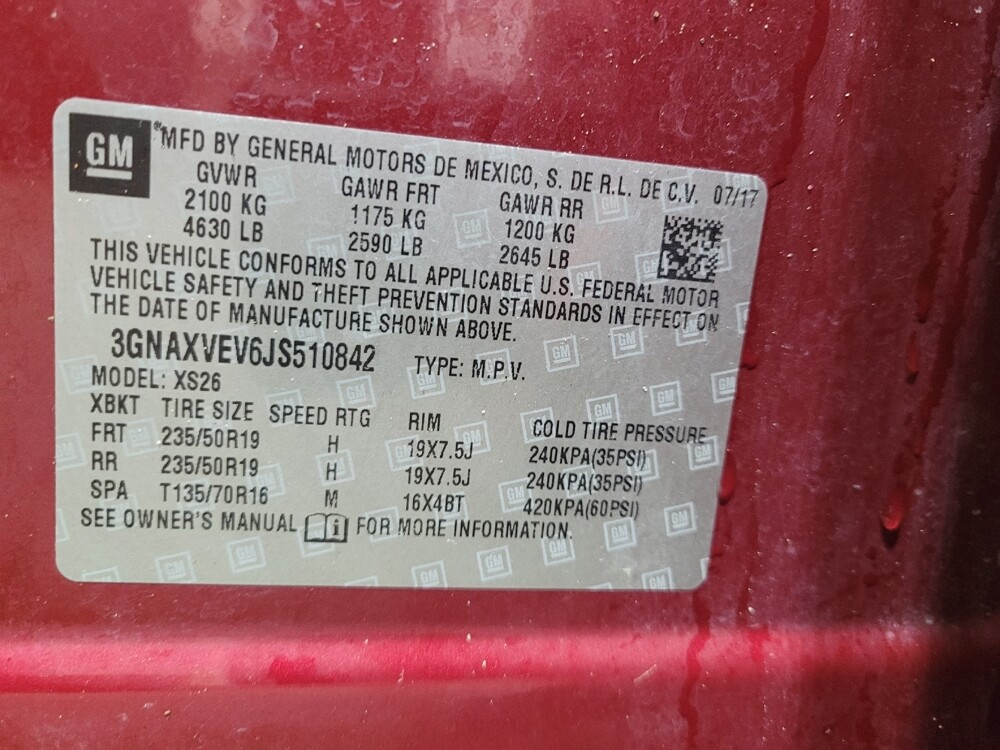 GM
®MFD BY GENERAL MOTORS DE MEXICO, S. DE R.L. DE C.V. 07/17
GVWR GAWR FRT GAWR RR
2100 KG 1175 KG 1200 KG
4630 LB 2590 LB 2645 LB
THIS VEHICLE CONFORMS TO ALL APPLICABLE U.S. FEDERAL MOTOR
VEHICLE SAFETY AND THEFT PREVENTION STANDARDS IN EFFECT ON
THE DATE OF MANUFACTURE SHOWN ABOVE.
3GNAXVEV6JS510842 TYPE: M.P.V.
MODEL: XS26
XBKT TIRE SIZE SPEED RTG RIM COLD TIRE PRESSURE
FRT 235/50R19 H 19X7.5J 240KPA(35PSI)
RR 235/50R19 H 19X7.5J 240KPA(35PSI)
SPA T135/70R16 M 16X4BT 420KPA(60PSI)
SEE OWNER'S MANUAL i FOR MORE INFORMATION.